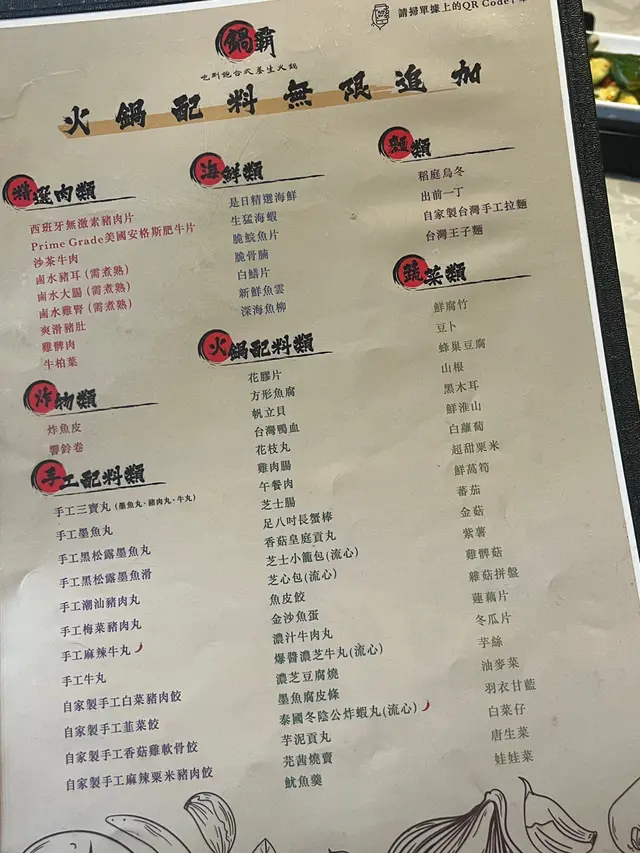 請掃單據上的QR Code
鍋霸
吃到飽台式養生火鍋
火鍋配料無限追加
精選肉類
西班牙無激素豬肉片
Prime Grade美國安格斯肥牛片
沙茶牛肉
鹵水豬耳 (需煮熟)
鹵水大腸 (需煮熟)
鹵水雞腎 (需煮熟)
爽滑豬肚
雞髀肉
牛柏葉
炸物類
炸魚皮
響鈴卷
手工配料類
手工三寶丸 (墨魚丸、豬肉丸、牛丸)
手工墨魚丸
手工黑松露墨魚丸
手工黑松露墨魚滑
手工潮汕豬肉丸
手工梅菜豬肉丸
手工麻辣牛丸
手工牛丸
自家製手工白菜豬肉餃
自家製手工韮菜餃
自家製手工香菇雞軟骨餃
自家製手工麻辣粟米豬肉餃
海鮮類
是日精選海鮮
生猛海蝦
脆鯇魚片
脆骨腩
白鱔片
新鮮魚雲
深海魚柳
火鍋配料類
花膠片
方形魚腐
帆立貝
台灣鴨血
花枝丸
雞肉腸
午餐肉
芝士腸
足八吋長蟹棒
香菇皇庭貢丸
芝士小籠包(流心)
芝心包(流心)
魚皮餃
金沙魚蛋
濃汁牛肉丸
爆醬濃芝牛丸(流心)
濃芝豆腐燒
墨魚腐皮條
泰國冬陰公炸蝦丸(流心)
芋泥貢丸
芫茜燒賣
魷魚羹
麵類
稻庭烏冬
出前一丁
自家製台灣手工拉麵
台灣王子麵
蔬菜類
鮮腐竹
豆卜
蜂巢豆腐
山根
黑木耳
鮮淮山
白蘿蔔
超甜粟米
鮮萵筍
蕃茄
金菇
紫薯
雞髀菇
雜菇拼盤
蓮藕片
冬瓜片
芋絲
油麥菜
羽衣甘藍
白菜仔
唐生菜
娃娃菜